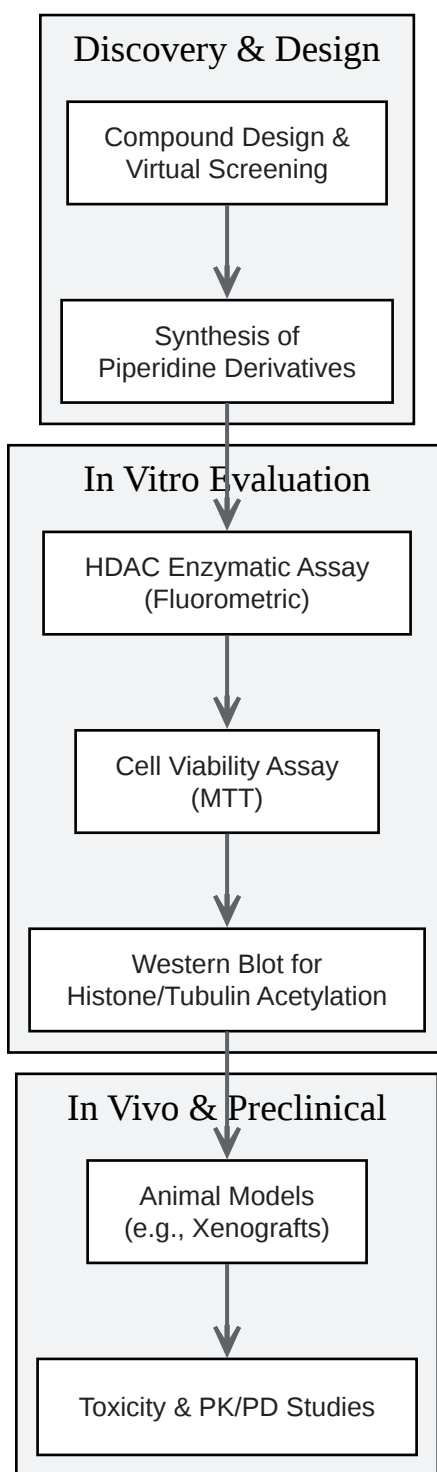 Discovery & Design
Compound Design &
Virtual Screening
Synthesis of
Piperidine Derivatives
In Vitro Evaluation
HDAC Enzymatic Assay
(Fluorometric)
Cell Viability Assay
(MTT)
Western Blot for
Histone/Tubulin Acetylation
In Vivo & Preclinical
Animal Models
(e.g., Xenografts)
Toxicity & PK/PD Studies